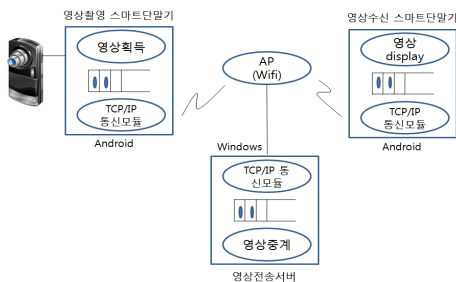 영상촬영 스마트단말기
영상획득
TCP/IP
통신모듈
Android
AP
(Wifi)
영상수신 스마트단말기
영상
display
TCP/IP
통신모듈
Android
Windows
TCP/IP 통
신모듈
영상중계
영상전송서버